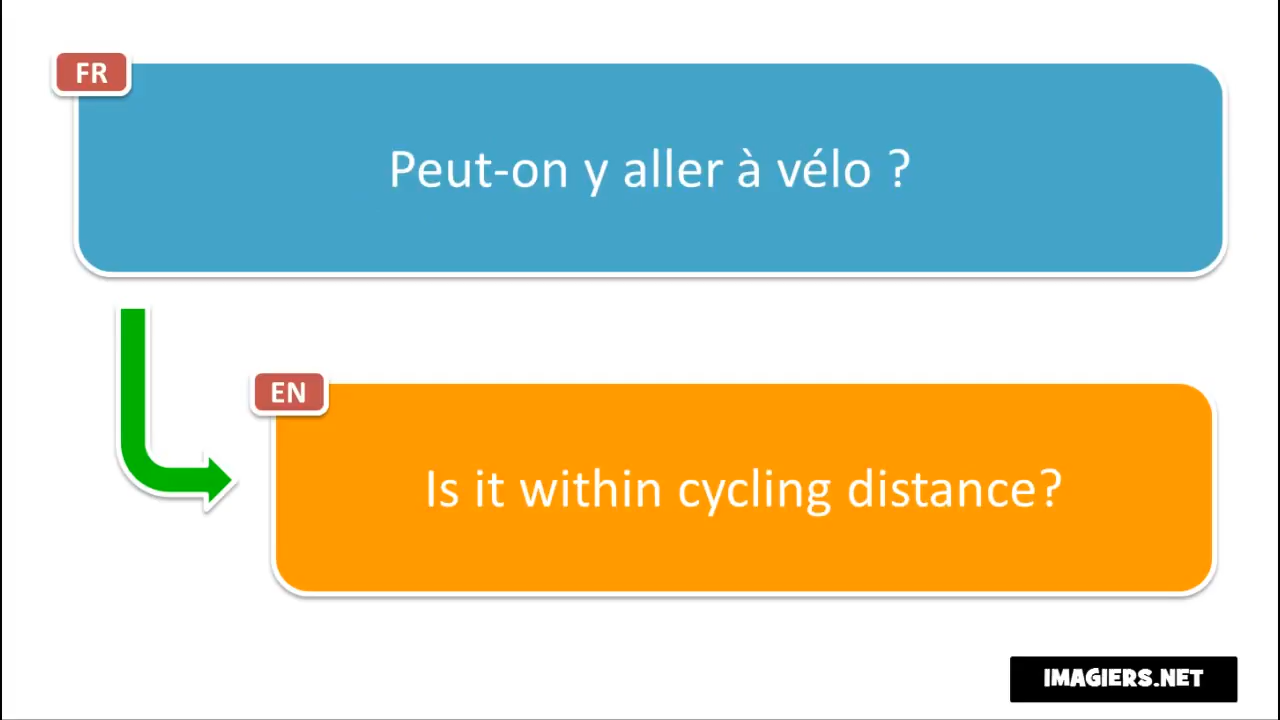 FR
Peut-on y aller à vélo ?
EN
Is it within cycling distance?
IMAGIERS.NET